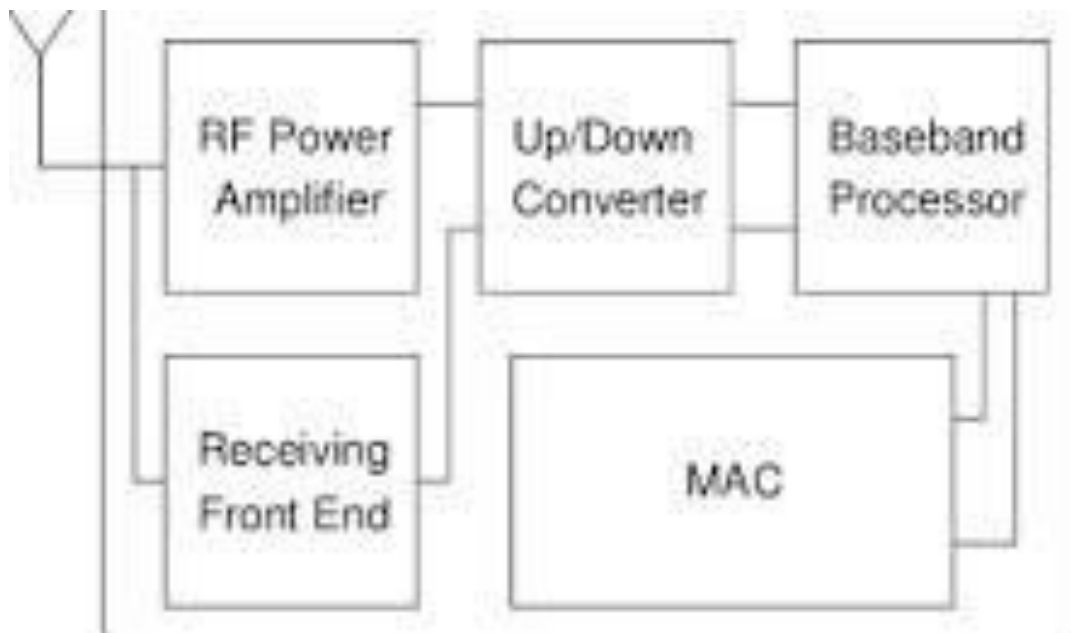 RF Power
Amplifier
Up/Down
Converter
Baseband
Processor
Receiving
Front End
MAC